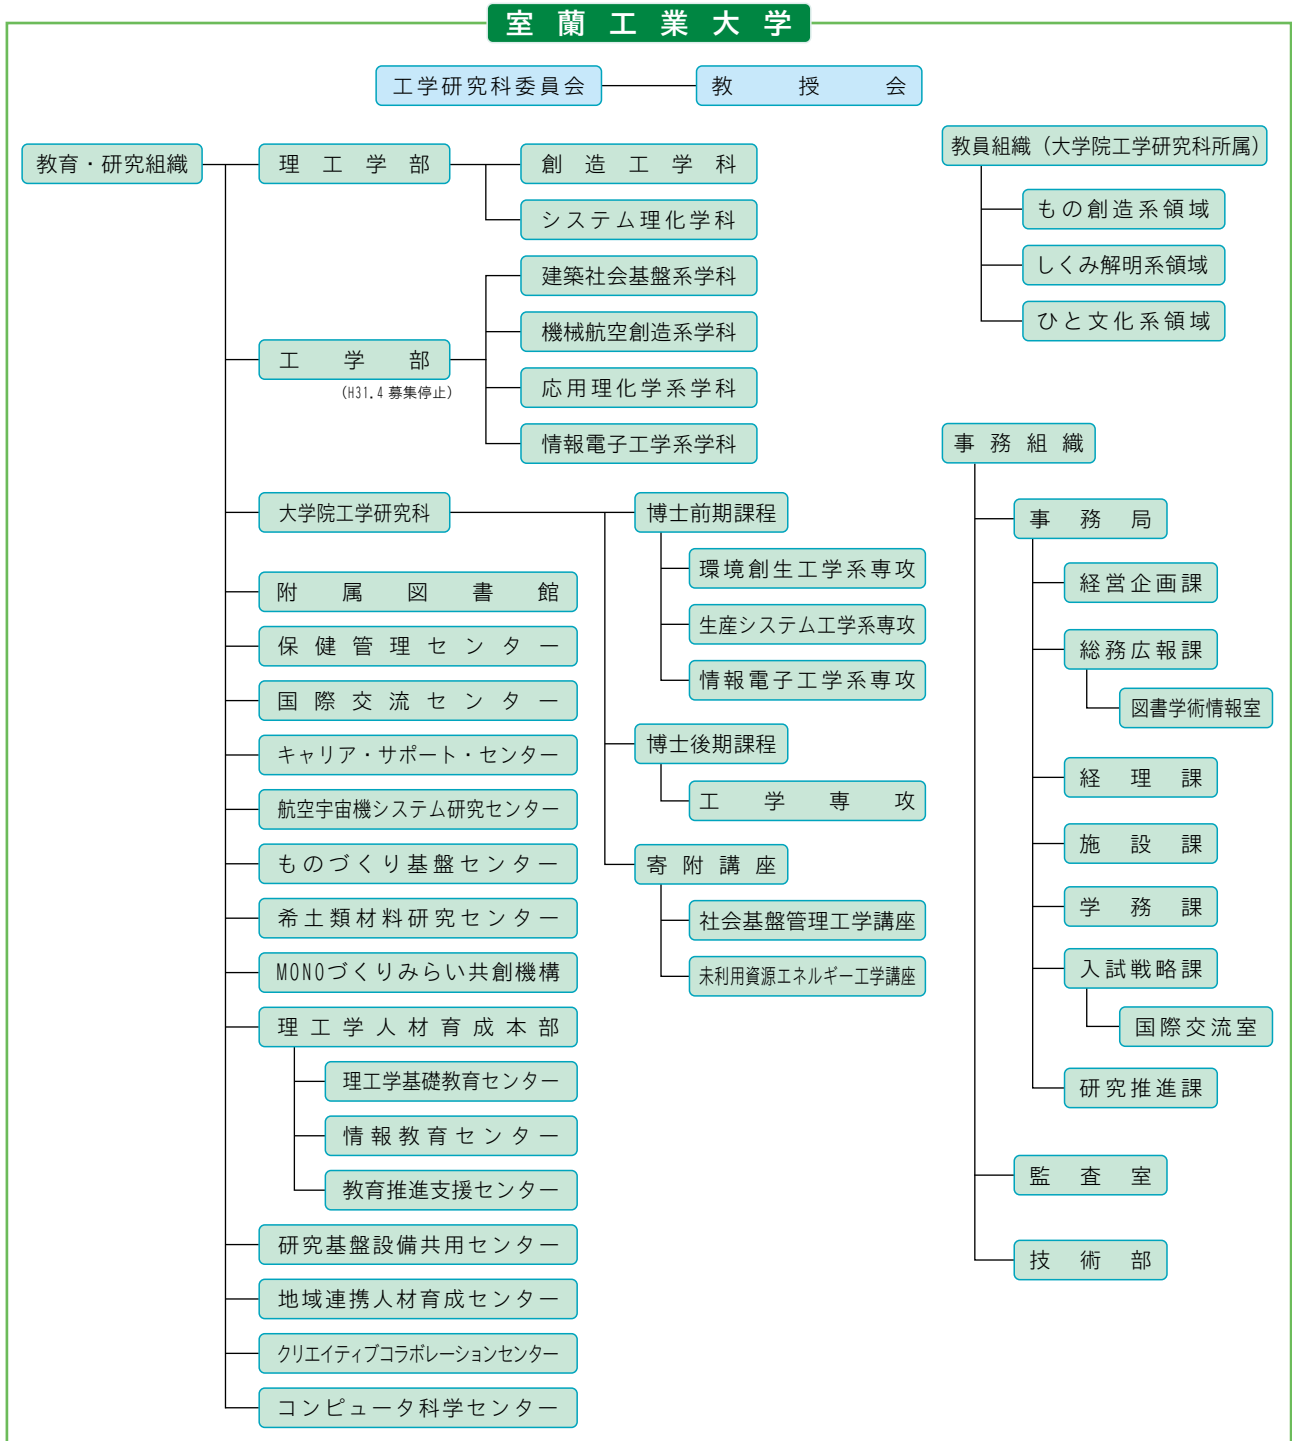 室蘭工業大学
工学研究科委員会
教授会
教育・研究組織
理工学部
創造工学科
システム理化学科
工学部
(H31.4 募集停止)
建築社会基盤系学科
機械航空創造系学科
応用理化学系学科
情報電子工学系学科
大学院工学研究科
博士前期課程
環境創生工学系専攻
生産システム工学系専攻
情報電子工学系専攻
博士後期課程
工学専攻
寄附講座
社会基盤管理工学講座
未利用資源エネルギー工学講座
附属図書館
保健管理センター
国際交流センター
キャリア・サポート・センター
航空宇宙機システム研究センター
ものづくり基盤センター
希土類材料研究センター
MONOづくりみらい共創機構
理工学人材育成本部
理工学基礎教育センター
情報教育センター
教育推進支援センター
研究基盤設備共用センター
地域連携人材育成センター
クリエイティブコラボレーションセンター
コンピュータ科学センター
教員組織（大学院工学研究科所属）
もの創造系領域
しくみ解明系領域
ひと文化系領域
事務組織
事務局
経営企画課
総務広報課
図書学術情報室
経理課
施設課
学務課
入試戦略課
国際交流室
研究推進課
監査室
技術部